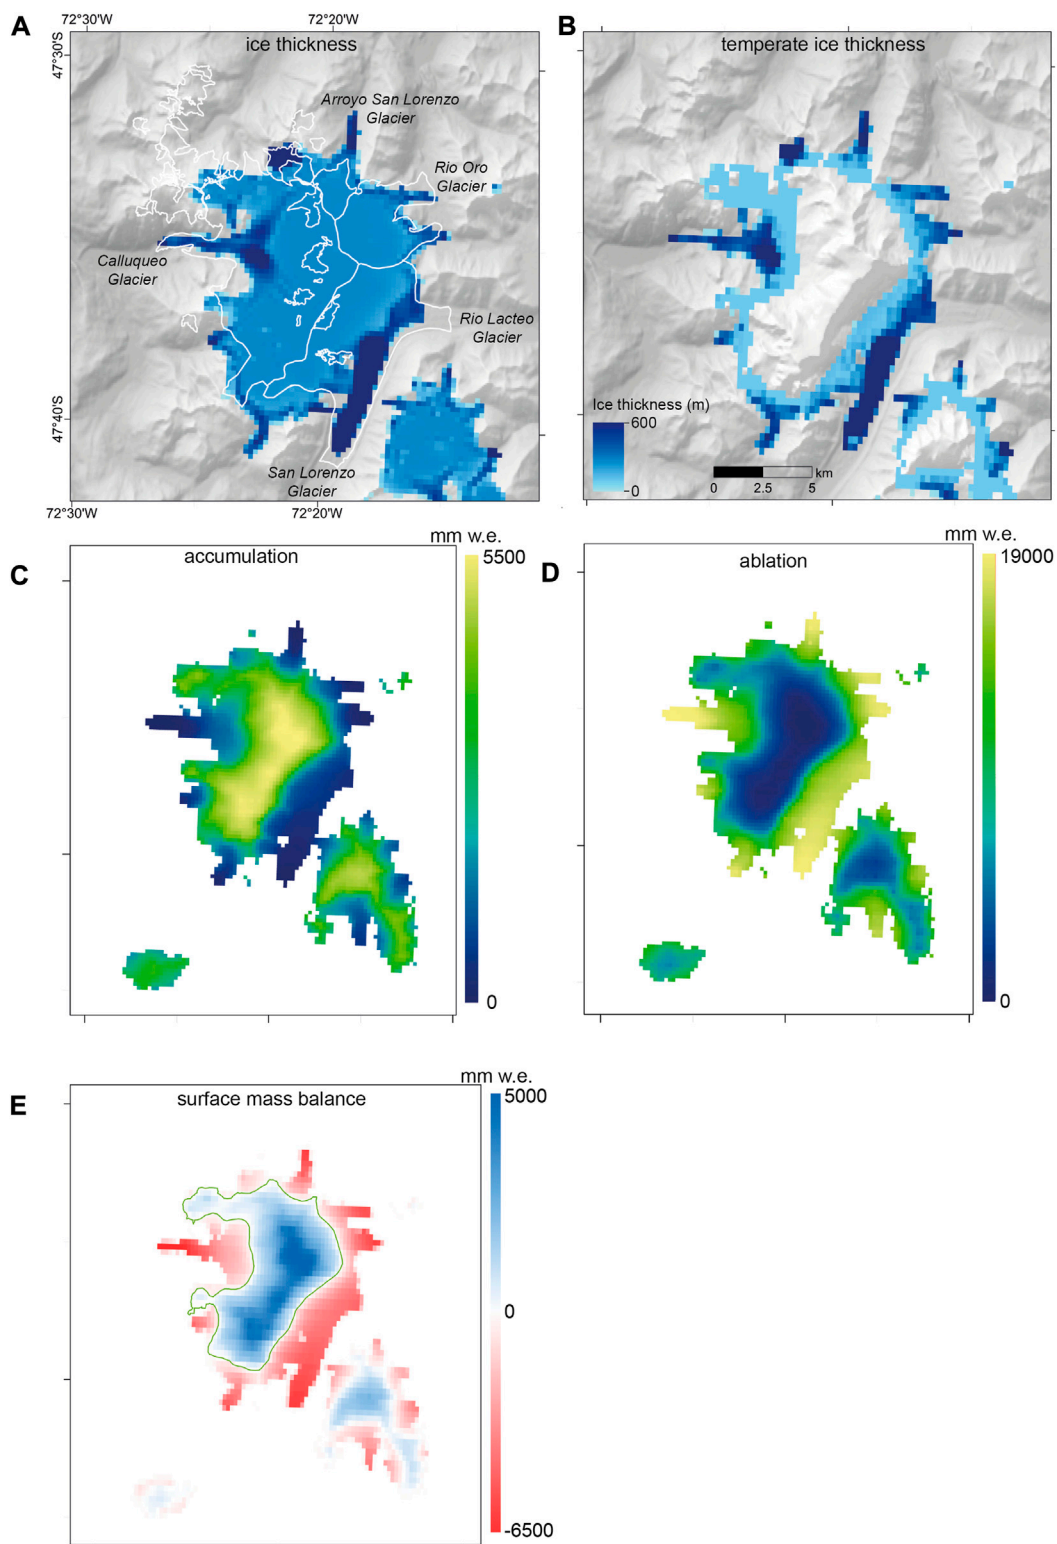 72°30'W
72°20'W
A
B
47°30'S
ice thickness
temperate ice thickness
Arroyo San Lorenzo
Glacier
Rio Oro
Glacier
Calluqueo
Glacier
Rio Lacteo
Glacier
47°40'S
San Lorenzo
Glacier
Ice thickness (m)
600
0
0
2.5
5
km
72°30'W
72°20'W
C
accumulation
mm w.e.
5500
0
D
ablation
mm w.e.
19000
0
E
surface mass balance
mm w.e.
5000
0
-6500